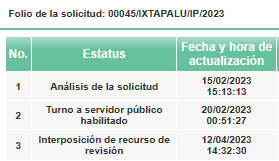 Folio de la solicitud: 00045/IXTAPALU/IP/2023
No. Estatus Fecha y hora de actualización
1 Análisis de la solicitud 15/02/2023 15:13:13
2 Turno a servidor público habilitado 20/02/2023 00:51:27
3 Interposición de recurso de revisión 12/04/2023 14:32:30